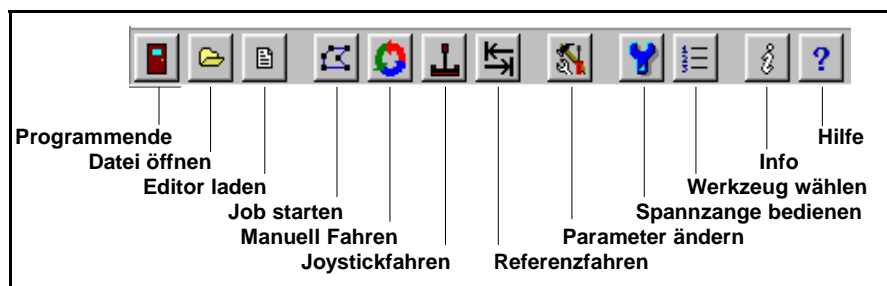 Programmende
Hilfe
Datei öffnen
Info
Editor laden
Werkzeug wählen
Job starten
Spannzange bedienen
Manuell Fahren
Parameter ändern
Joystickfahren
Referenzfahren